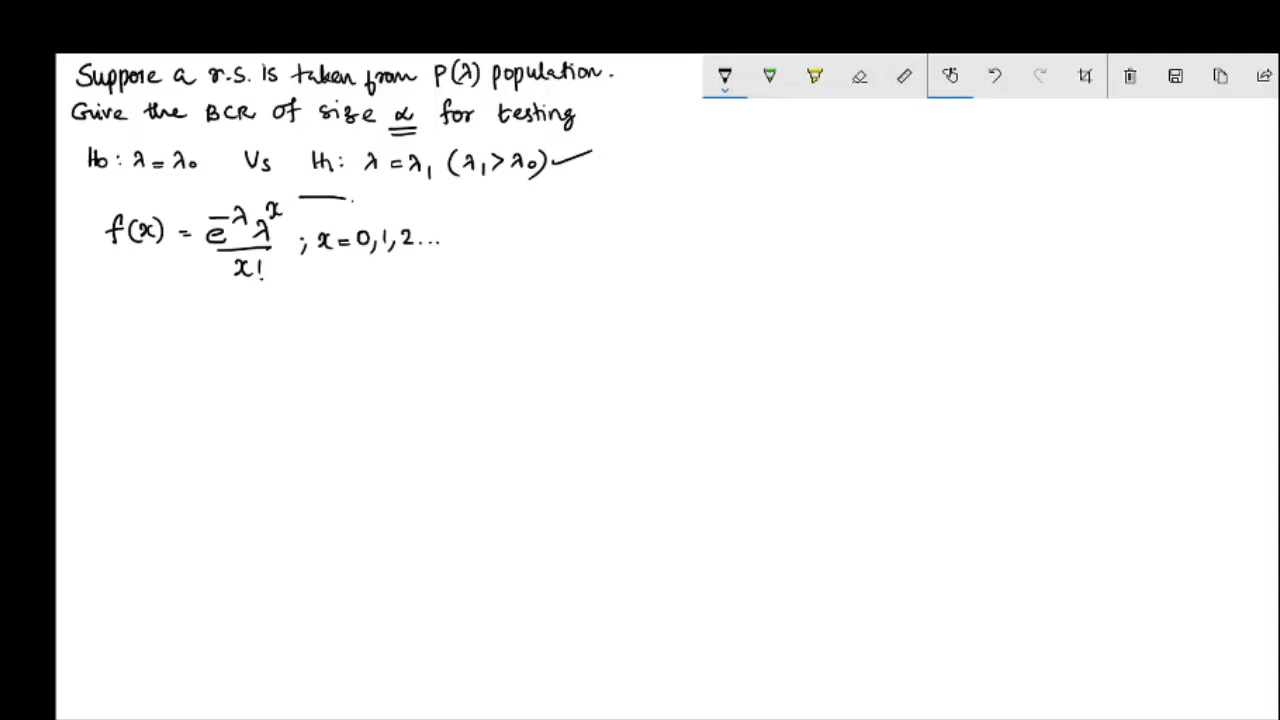 Suppose a r.s. is taken from P(λ) population.
Give the BCR of size α for testing
H₀ : λ = λ₀ Vs H₁ : λ = λ₁ (λ₁ > λ₀)
f(x) = e^-λ λ^x / x! ; x = 0, 1, 2 ...